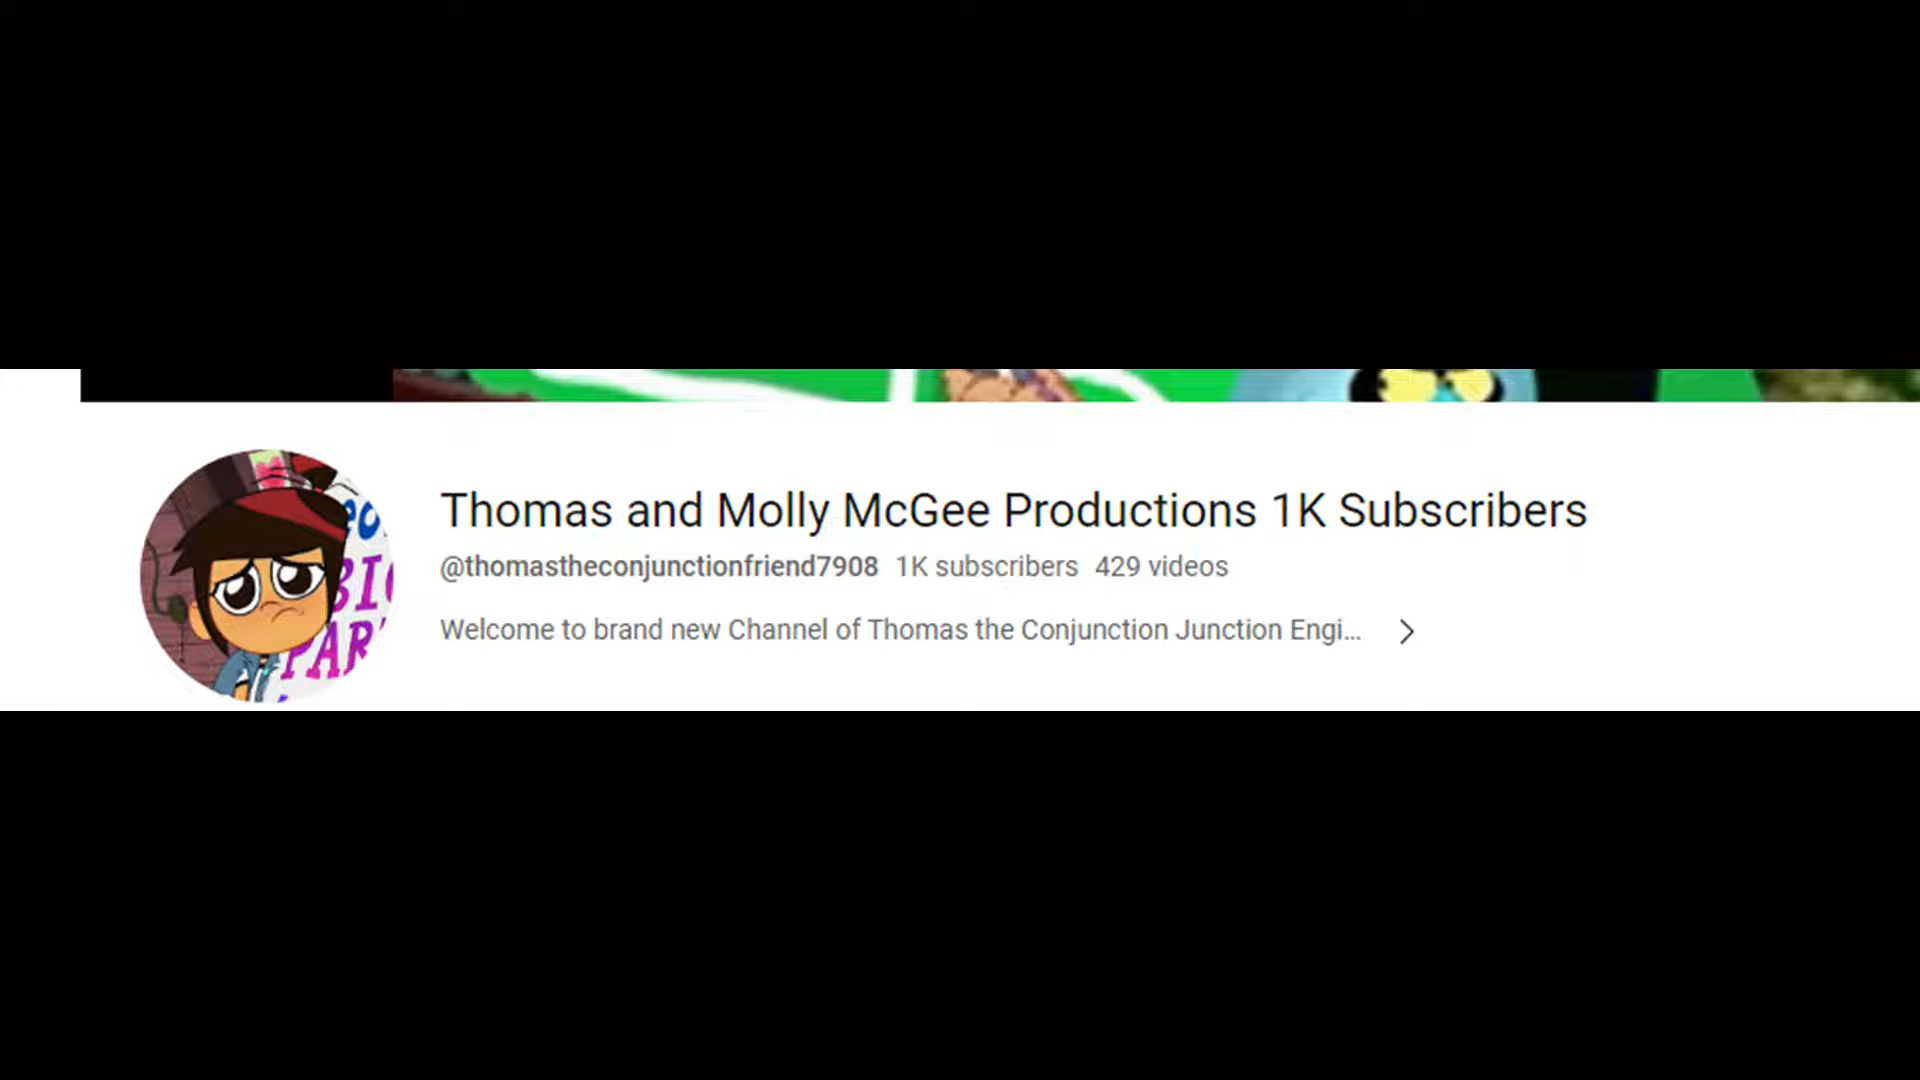 Thomas and Molly McGee Productions 1K Subscribers
@thomastheconjunctionfriend7908 1K subscribers 429 videos
Welcome to brand new Channel of Thomas the Conjunction Junction Engi...